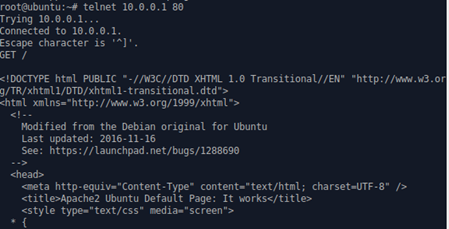 root@ubuntu:~# telnet 10.0.0.1 80
Trying 10.0.0.1...
Connected to 10.0.0.1.
Escape character is '^]'.
GET /
<!DOCTYPE html PUBLIC "-//W3C//DTD XHTML 1.0 Transitional//EN" "http://www.w3.or
g/TR/xhtml1/DTD/xhtml1-transitional.dtd">
<html xmlns="http://www.w3.org/1999/xhtml">
<!--
Modified from the Debian original for Ubuntu
Last updated: 2016-11-16
See: https://launchpad.net/bugs/1288690
-->
<head>
<meta http-equiv="Content-Type" content="text/html; charset=UTF-8" />
<title>Apache2 Ubuntu Default Page: It works</title>
<style type="text/css" media="screen">
* {